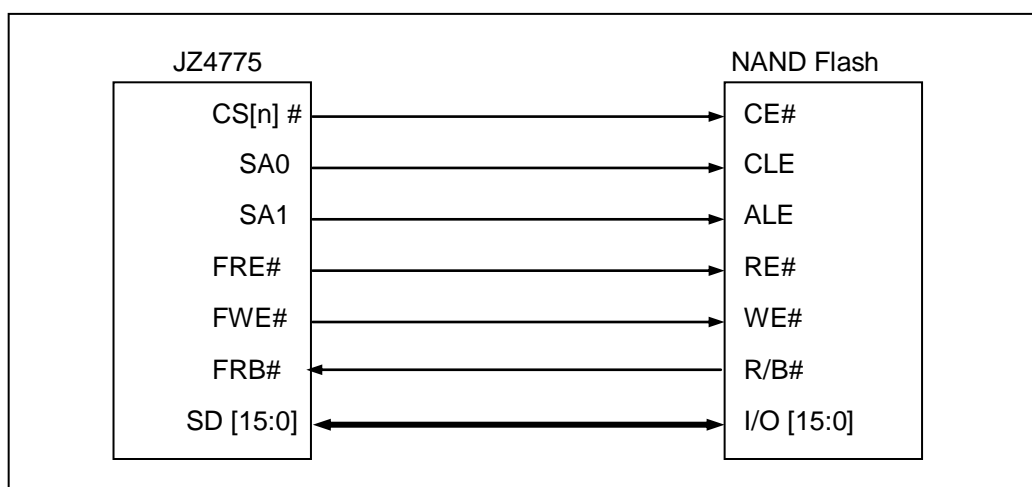 JZ4775 NAND Flash
CS[n] # CE#
SA0 CLE
SA1 ALE
FRE# RE#
FWE# WE#
FRB# R/B#
SD [15:0] I/O [15:0]